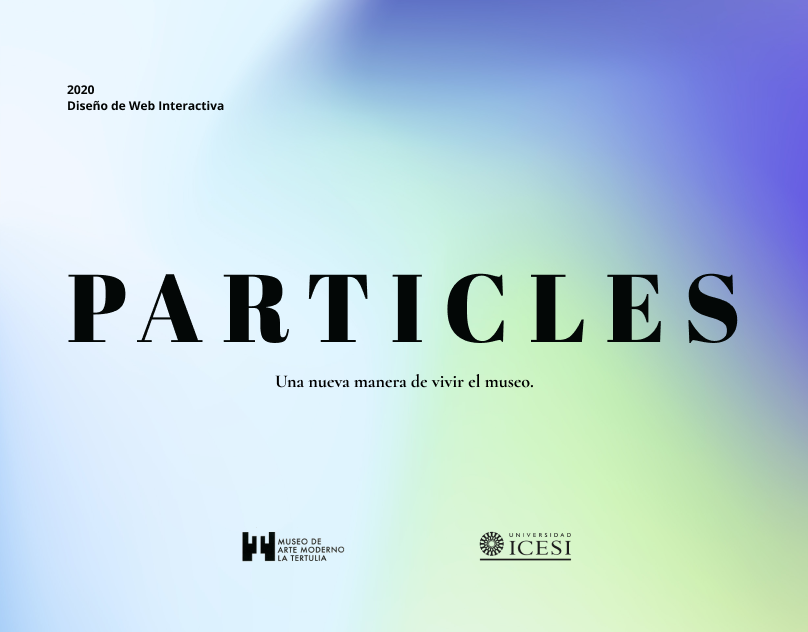 2020
Diseño de Web Interactiva
PARTICLES
Una nueva manera de vivir el museo.
MUSEO DE
ARTE MODERNO
LA TERTULIA
UNIVERSIDAD
ICESI